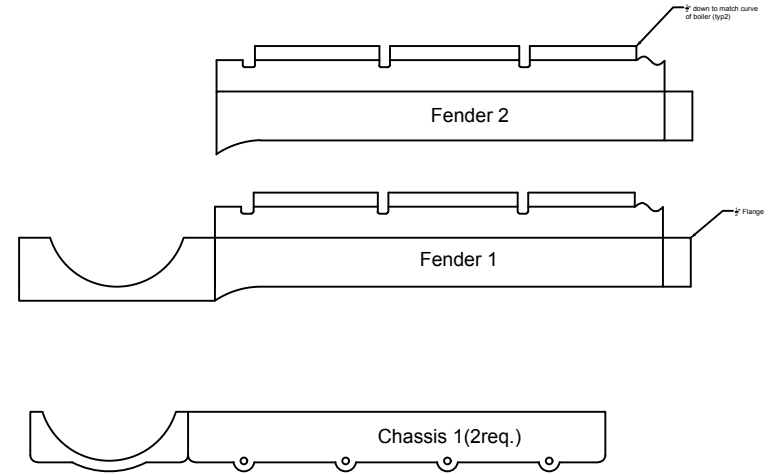 down to match curve
of boiler (typ2)
Fender 2
Flange
Fender 1
Chassis 1(2req.)